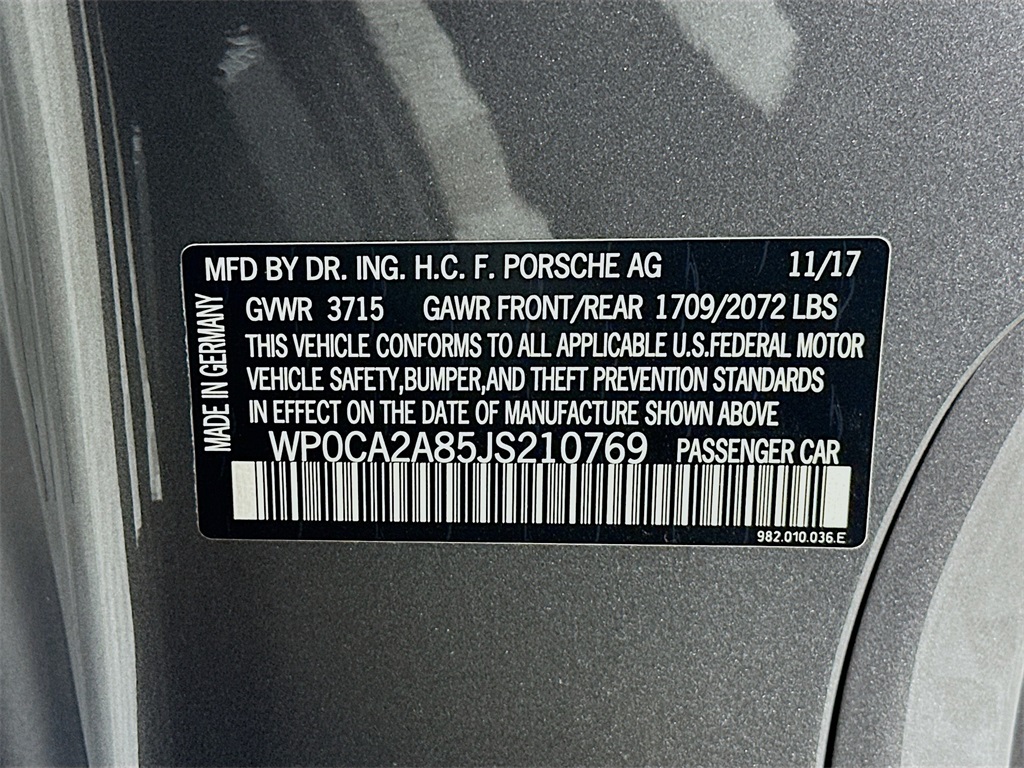 MFD BY DR. ING. H.C. F. PORSCHE AG 11/17
MADE IN GERMANY
GVWR 3715 GAWR FRONT/REAR 1709/2072 LBS
THIS VEHICLE CONFORMS TO ALL APPLICABLE U.S.FEDERAL MOTOR
VEHICLE SAFETY,BUMPER,AND THEFT PREVENTION STANDARDS
IN EFFECT ON THE DATE OF MANUFACTURE SHOWN ABOVE
WP0CA2A85JS210769 PASSENGER CAR
982.010.036.E